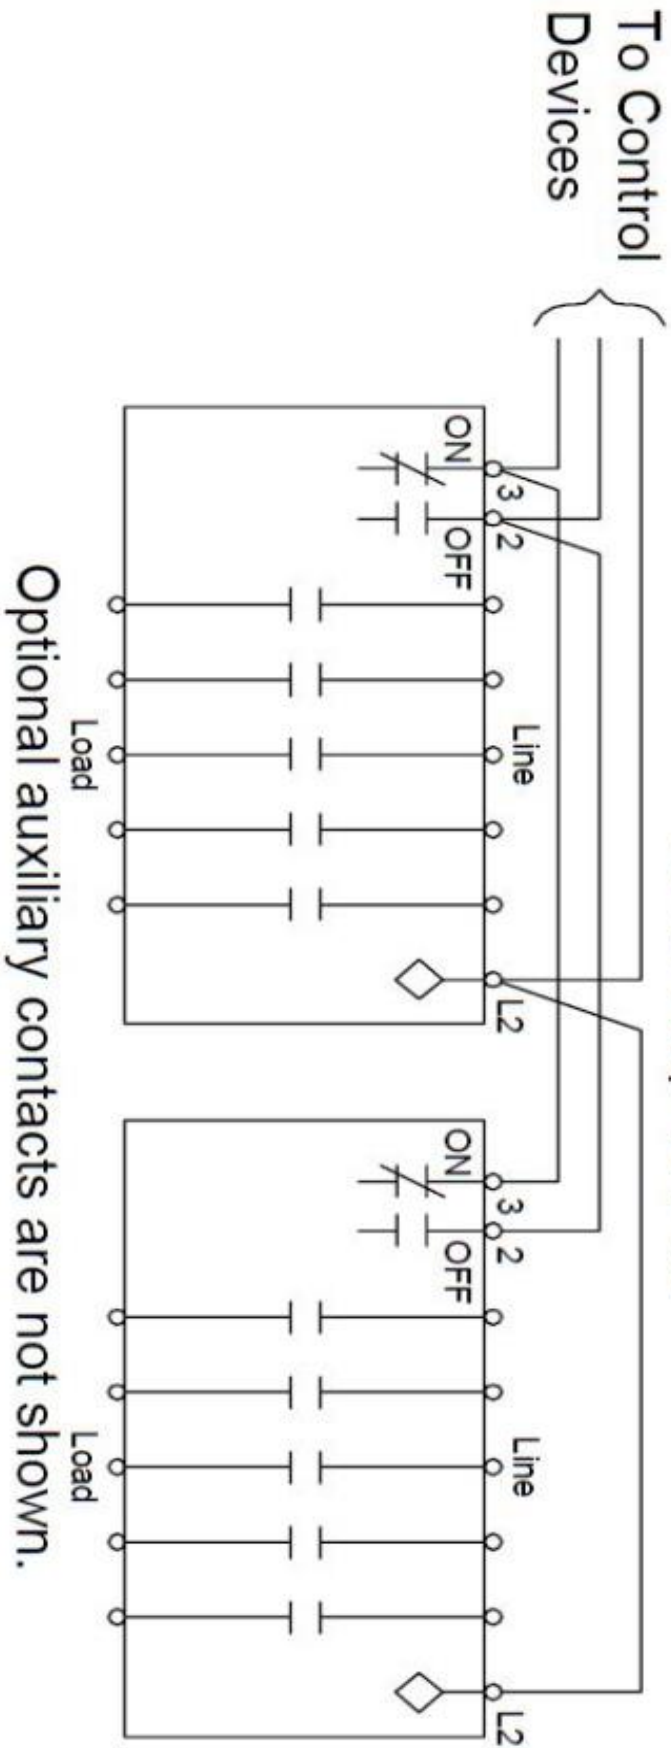 To Control
Devices
ON
3
2
OFF
Line
Load
L2
ON
3
2
OFF
Line
Load
L2
Optional auxiliary contacts are not shown.